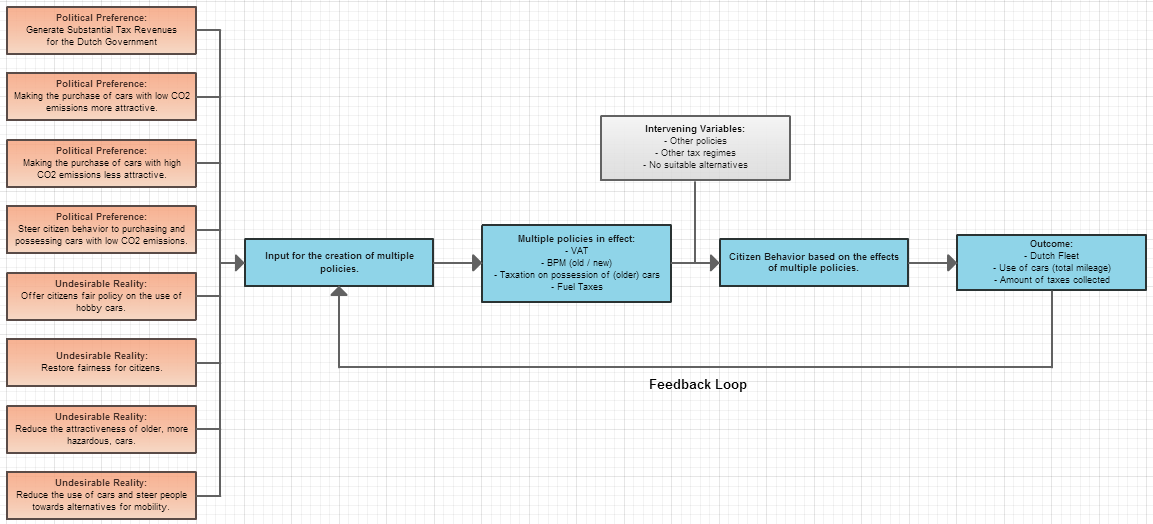 Political Preference:
Generate Substantial Tax Revenues
for the Dutch Government
Political Preference:
Making the purchase of cars with low CO2
emissions more attractive.
Political Preference:
Making the purchase of cars with high
CO2 emissions less attractive.
Political Preference:
Steer citizen behavior to purchasing and
possessing cars with low CO2 emissions.
Undesirable Reality:
Offer citizens fair policy on the use of
hobby cars.
Undesirable Reality:
Restore fairness for citizens.
Undesirable Reality:
Reduce the attractiveness of older, more
hazardous, cars.
Undesirable Reality:
Reduce the use of cars and steer people
towards alternatives for mobility.
Input for the creation of multiple
policies.
Multiple policies in effect:
- VAT
- BPM (old / new)
- Taxation on possession of (older) cars
- Fuel Taxes
Intervening Variables:
- Other policies
- Other tax regimes
- No suitable alternatives
Citizen Behavior based on the effects
of multiple policies.
Outcome:
- Dutch Fleet
- Use of cars (total mileage)
- Amount of taxes collected
Feedback Loop